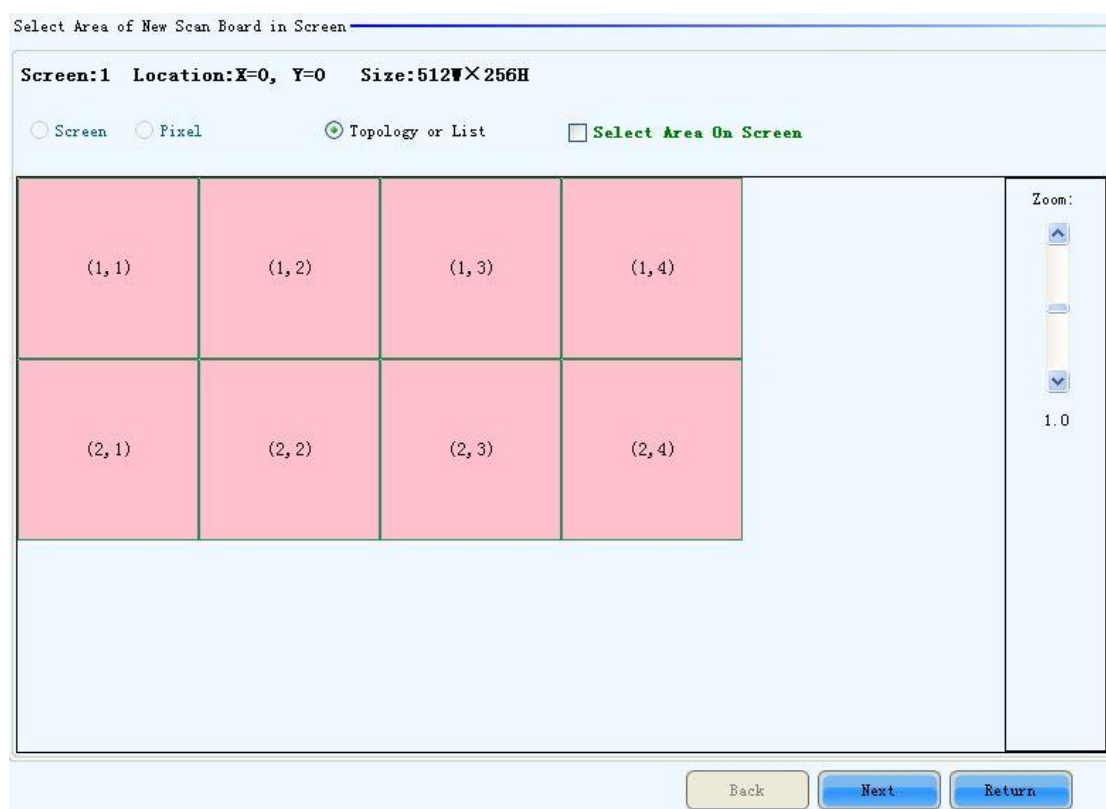 Select Area of New Scan Board in Screen
Screen:1 Location:X=0, Y=0 Size:512W×256H
Screen Pixel Topology or List Select Area On Screen
Zoom:
(1,1) (1,2) (1,3) (1,4)
1.0
(2,1) (2,2) (2,3) (2,4)
Back Next Return